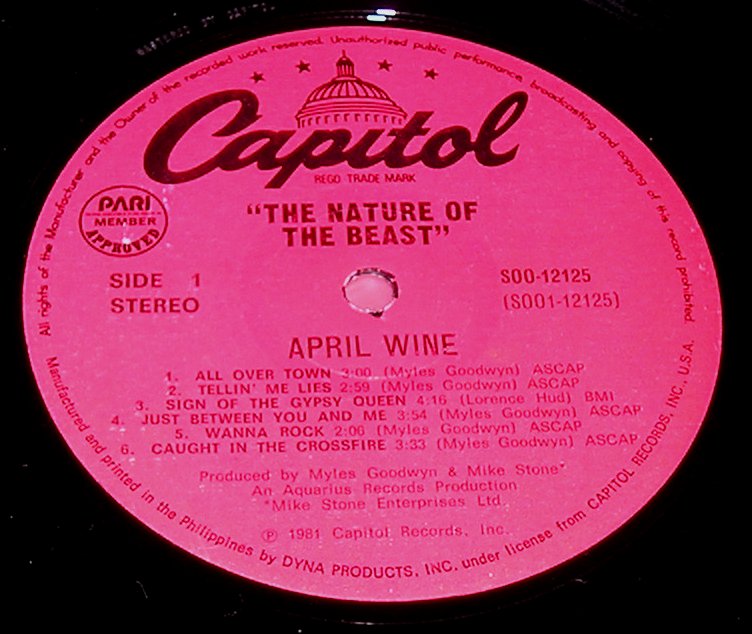 All rights of the Manufacturer and the Owner of the recorded work reserved. Unauthorized public performance, broadcasting and copying of this record prohibited.
Capitol
REGD. TRADE MARK
PARI
MEMBER
APPROVED
"THE NATURE OF
THE BEAST"
SIDE 1
STEREO
SOO-12125
(SOO1-12125)
APRIL WINE
1. ALL OVER TOWN 3:00 (Myles Goodwyn) ASCAP
2. TELLIN' ME LIES 2:59 (Myles Goodwyn) ASCAP
3. SIGN OF THE GYPSY QUEEN 4:16 (Lorence Hud) BMI
4. JUST BETWEEN YOU AND ME 3:54 (Myles Goodwyn) ASCAP
5. WANNA ROCK 2:06 (Myles Goodwyn) ASCAP
6. CAUGHT IN THE CROSSFIRE 3:33 (Myles Goodwyn) ASCAP
Produced by Myles Goodwyn & Mike Stone*
An Aquarius Records Production
*Mike Stone Enterprises Ltd.
℗ 1981 Capitol Records, Inc.
Manufactured and printed in the Philippines by DYNA PRODUCTS, INC. under license from CAPITOL RECORDS, INC., U.S.A.